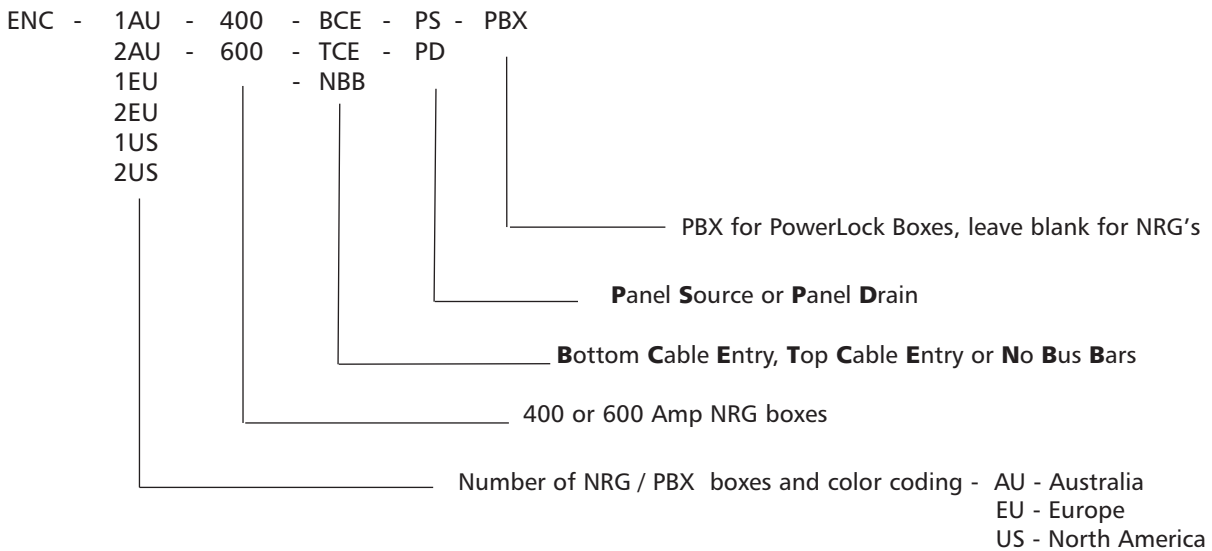 ENC - 1AU - 400 - BCE - PS - PBX
2AU - 600 - TCE - PD
1EU - NBB
2EU
1US
2US
PBX for PowerLock Boxes, leave blank for NRG's
Panel Source or Panel Drain
Bottom Cable Entry, Top Cable Entry or No Bus Bars
400 or 600 Amp NRG boxes
Number of NRG / PBX boxes and color coding - AU - Australia
EU - Europe
US - North America